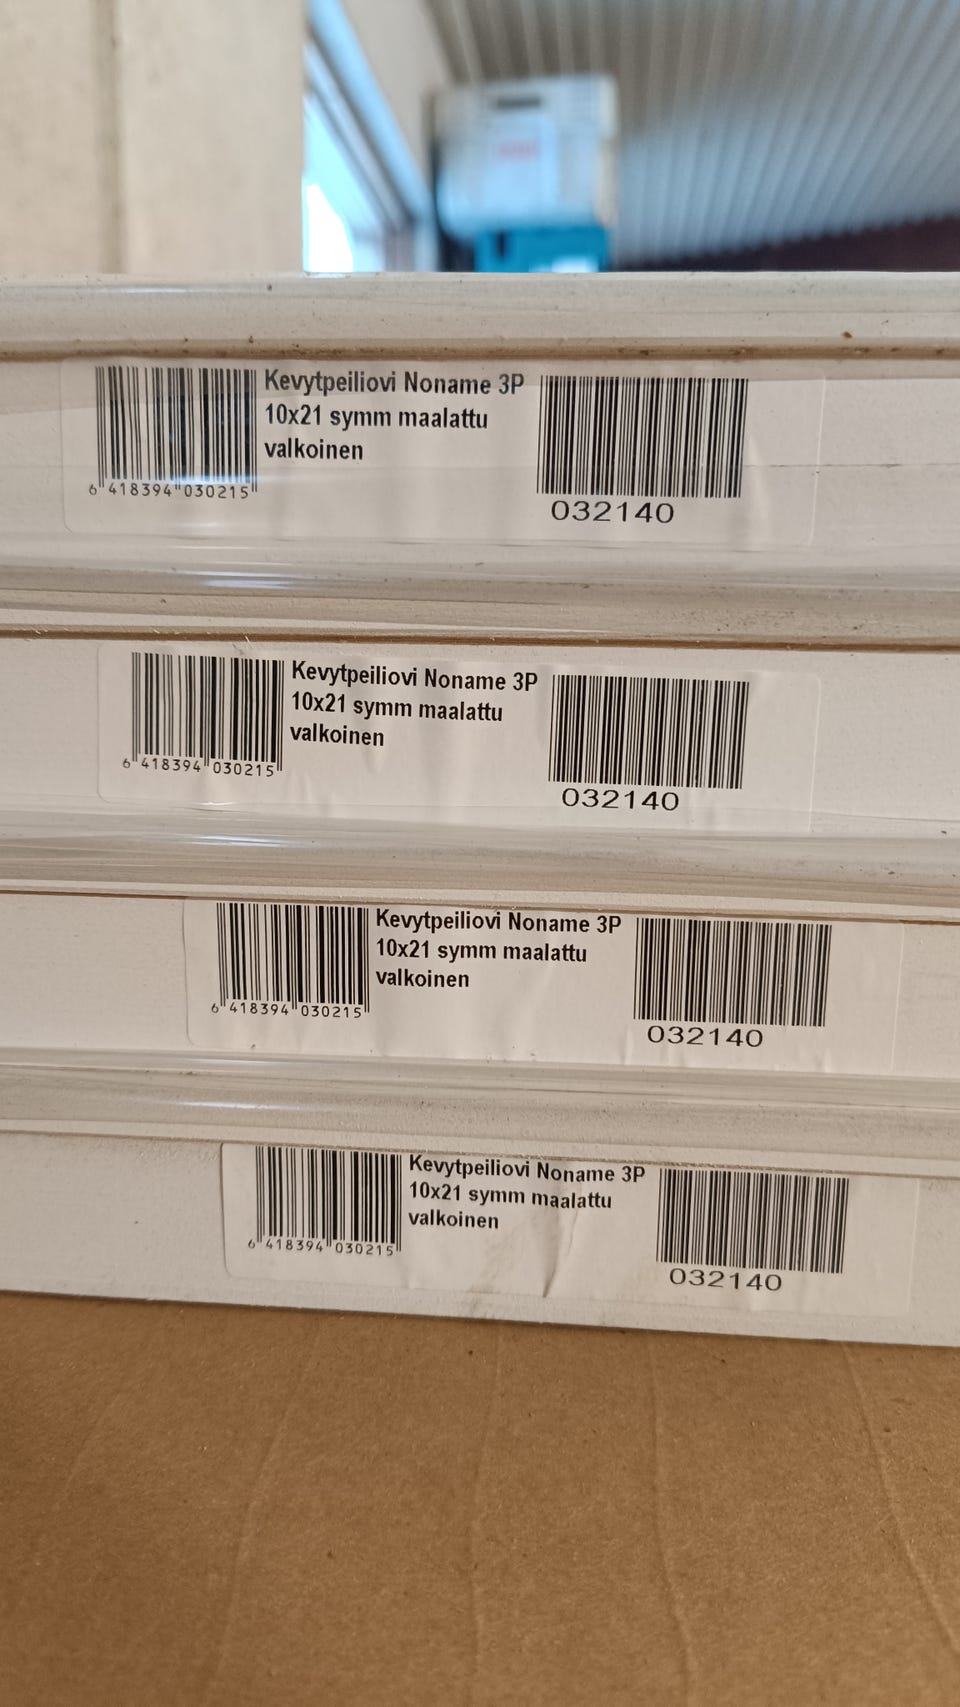 Kevytpeiliovi Noname 3P
10x21 symm maalattu
valkoinen
6 418394 030215
032140
Kevytpeiliovi Noname 3P
10x21 symm maalattu
valkoinen
6 418394 030215
032140
Kevytpeiliovi Noname 3P
10x21 symm maalattu
valkoinen
6 418394 030215
032140
Kevytpeiliovi Noname 3P
10x21 symm maalattu
valkoinen
6 418394 030215
032140